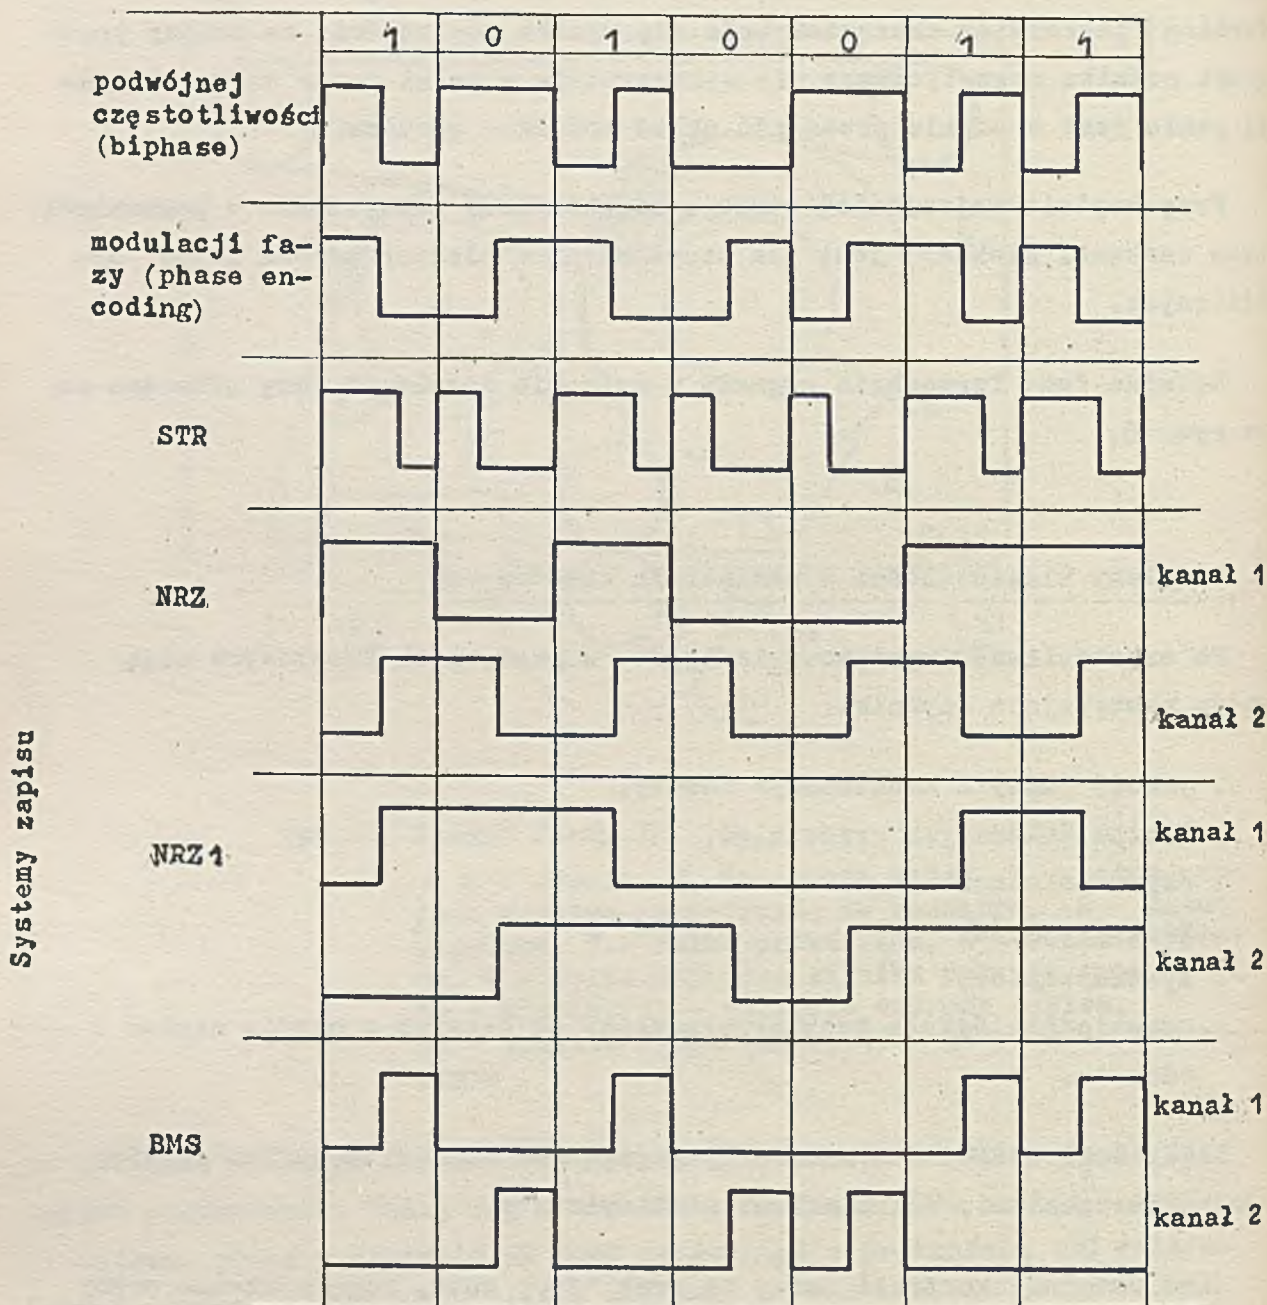 1 0 1 0 0 1 1
podwójnej
częstotliwości
(biphase)
modulacji fa-
zy (phase en-
coding)
STR
NRZ
kanał 1
kanał 2
NRZ1
kanał 1
kanał 2
BMS
kanał 1
kanał 2
Systemy zapisu